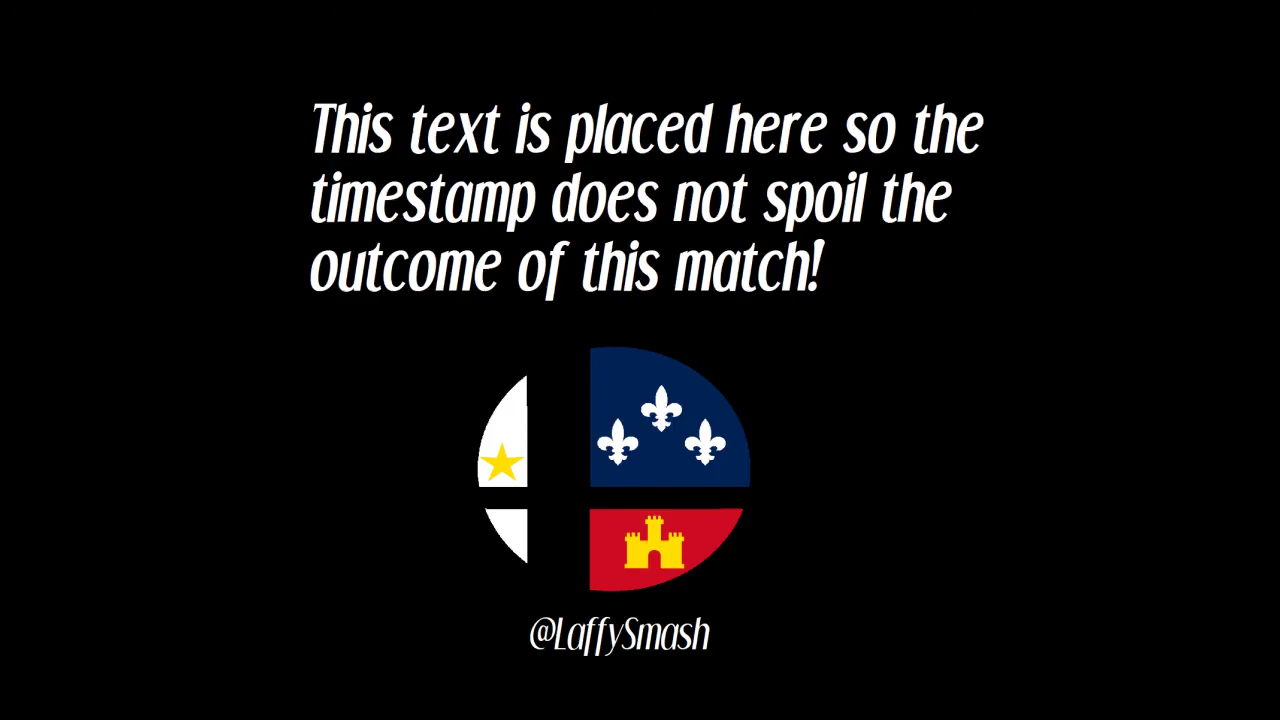 This text is placed here so the
timestamp does not spoil the
outcome of this match!
@LaffySmash